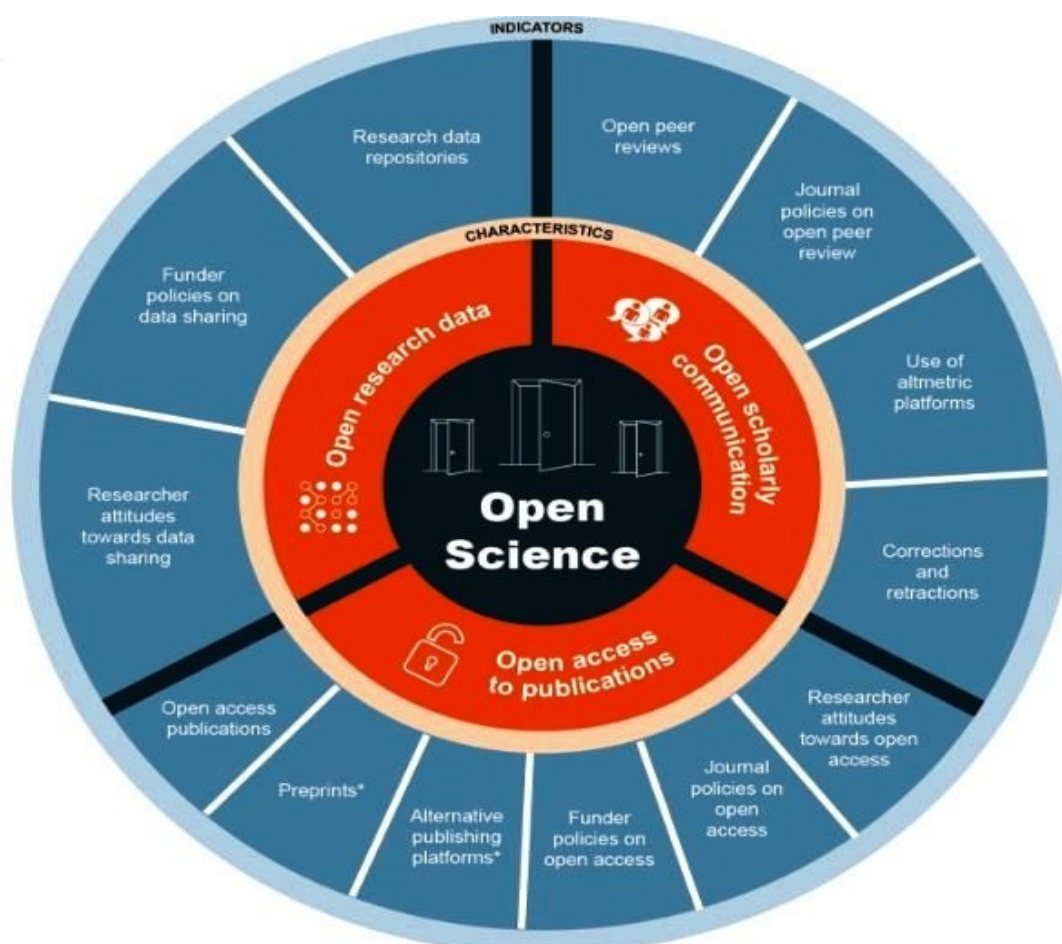 INDICATORS
Research data
repositories
Open peer
reviews
Journal
policies on
open peer
review
Funder
policies on
data sharing
CHARACTERISTICS
Open research data
Open scholarly
communication
Use of
altmetric
platforms
Researcher
attitudes
towards data
sharing
Open
Science
Corrections
and
retractions
Open access
to publications
Open access
publications
Preprints*
Alternative
publishing
platforms*
Funder
policies on
open access
Journal
policies on
open
access
Researcher
attitudes
towards open
access